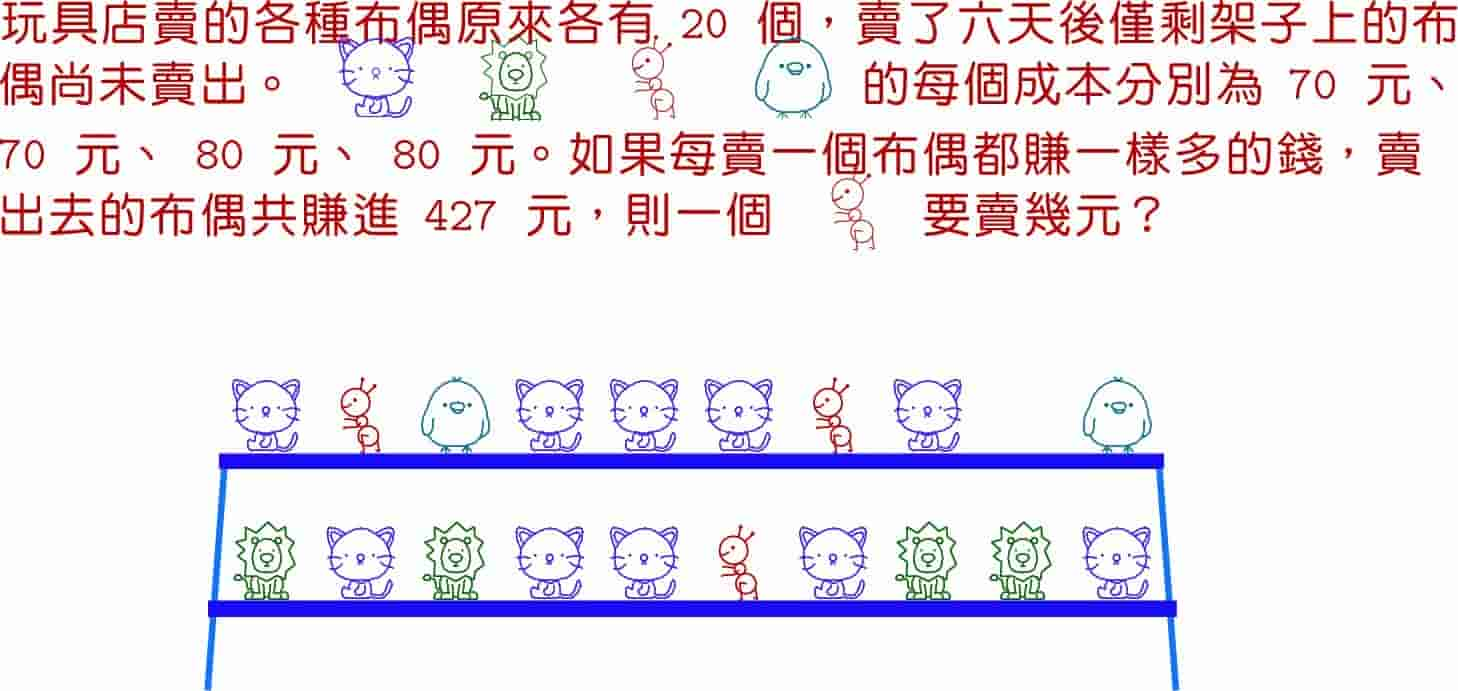 玩具店賣的各種布偶原來各有 20 個，賣了六天後僅剩架子上的布
偶尚未賣出。 的每個成本分別為 70 元、
70 元、 80 元、 80 元。如果每賣一個布偶都賺一樣多的錢，賣
出去的布偶共賺進 427 元，則一個 要賣幾元？